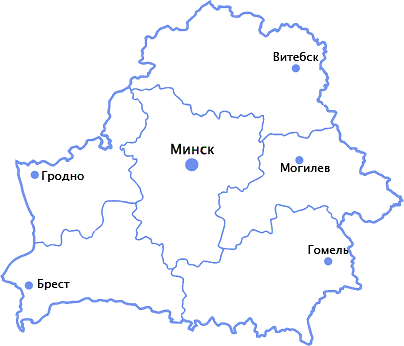 Витебск
Минск
Могилев
Гродно
Гомель
Брест